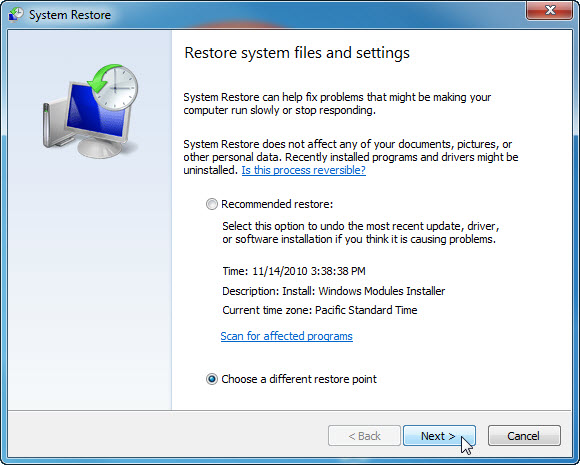 System Restore
Restore system files and settings
System Restore can help fix problems that might be making your
computer run slowly or stop responding.
System Restore does not affect any of your documents, pictures, or
other personal data. Recently installed programs and drivers might be
uninstalled. Is this process reversible?
Recommended restore:
Select this option to undo the most recent update, driver,
or software installation if you think it is causing problems.
Time: 11/14/2010 3:38:38 PM
Description: Install: Windows Modules Installer
Current time zone: Pacific Standard Time
Scan for affected programs
Choose a different restore point
< Back
Next >
Cancel